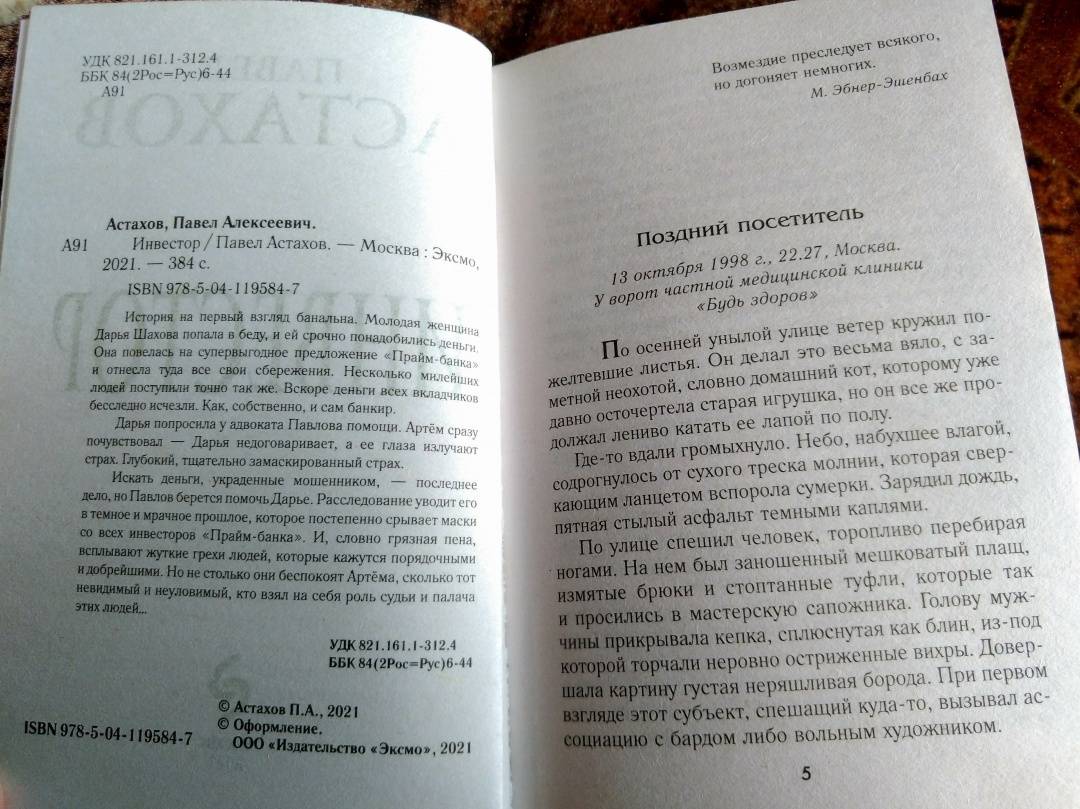 УДК 821.161.1-312.4
ББК 84(2Рос=Рус)6-44
А91
Астахов, Павел Алексеевич.
А91 Инвестор / Павел Астахов. — Москва : Эксмо,
2021. — 384 с.
ISBN 978-5-04-119584-7
История на первый взгляд банальна. Молодая женщина
Дарья Шахова попала в беду, и ей срочно понадобились деньги.
Она повелась на супервыгодное предложение «Прайм-банка»
и отнесла туда все свои сбережения. Несколько милейших
людей поступили точно так же. Вскоре деньги всех вкладчиков
бесследно исчезли. Как, собственно, и сам банкир.
Дарья попросила у адвоката Павлова помощи. Артём сразу
почувствовал — Дарья недоговаривает, а ее глаза излучают
страх. Глубокий, тщательно замаскированный страх.
Искать деньги, украденные мошенником, — последнее
дело, но Павлов берется помочь Дарье. Расследование уводит его
в темное и мрачное прошлое, которое постепенно срывает маски
со всех инвесторов «Прайм-банка». И, словно грязная пена,
всплывают жуткие грехи людей, которые кажутся порядочными
и добрейшими. Но не столько они беспокоят Артёма, сколько тот
невидимый и неуловимый, кто взял на себя роль судьи и палача
этих людей...
УДК 821.161.1-312.4
ББК 84(2Рос=Рус)6-44
© Астахов П.А., 2021
© Оформление.
ISBN 978-5-04-119584-7 ООО «Издательство «Эксмо», 2021
Возмездие преследует всякого,
но догоняет немногих.
М. Эбнер-Эшенбах
Поздний посетитель
13 октября 1998 г., 22.27, Москва.
У ворот частной медицинской клиники
«Будь здоров»
По осенней унылой улице ветер кружил по-
желтевшие листья. Он делал это весьма вяло, с за-
метной неохотой, словно домашний кот, которому уже
давно осточертела старая игрушка, но он все же про-
должал лениво катать ее лапой по полу.
Где-то вдали громыхнуло. Небо, набухшее влагой,
содрогнулось от сухого треска молнии, которая свер-
кающим ланцетом вспорола сумерки. Зарядил дождь,
пятная стылый асфальт темными каплями.
По улице спешил человек, торопливо перебирая
ногами. На нем был заношенный мешковатый плащ,
измятые брюки и стоптанные туфли, которые так
и просились в мастерскую сапожника. Голову муж-
чины прикрывала кепка, сплюснутая как блин, из-под
которой торчали неровно остриженные вихры. Довер-
шала картину густая неряшливая борода. При первом
взгляде этот субъект, спешащий куда-то, вызывал ас-
социацию с бардом либо вольным художником.
5